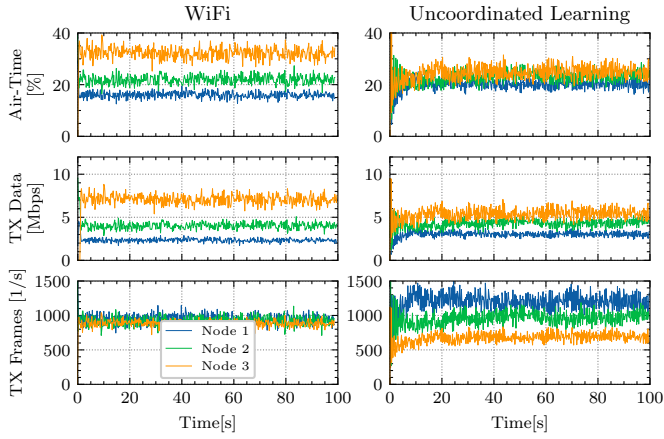 WiFi
Uncoordinated Learning
Air-Time
[%]
40
20
0
40
20
0
TX Data
[Mbps]
10
5
0
10
5
0
TX Frames [1/s]
1500
1000
500
0
1500
1000
500
0
Node 1
Node 2
Node 3
0 20 40 60 80 100
0 20 40 60 80 100
Time[s]
Time[s]